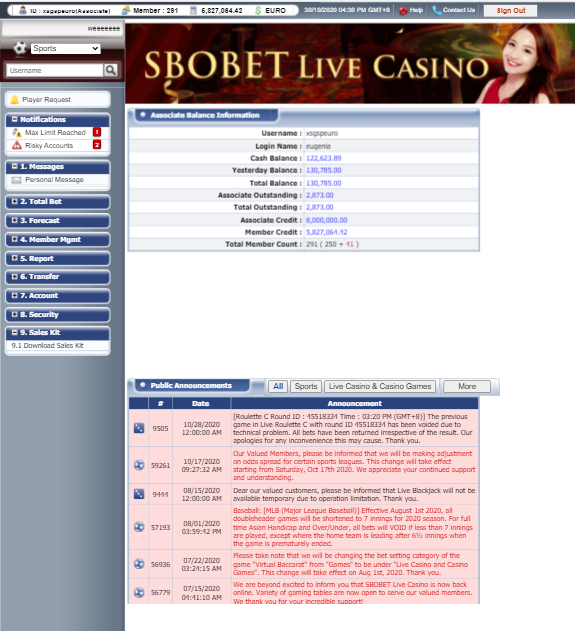 ID : xsgspeuro(Associate) Member : 291 5,827,064.42 $ EURO 30/10/2020 04:30 PM GMT+8 Help Contact Us Sign Out
weeeeeee
Sports
Username
SBOBET LIVE CASINO
Player Request
Notifications
Max Limit Reached 1
Risky Accounts 2
1. Messages
Personal Message
2. Total Bet
3. Forecast
4. Member Mgmt
5. Report
6. Transfer
7. Account
8. Security
9. Sales Kit
9.1 Download Sales Kit
Associate Balance Information
Username : xsgspeuro
Login Name : eugenia
Cash Balance : 122,623.89
Yesterday Balance : 130,785.00
Total Balance : 130,785.00
Associate Outstanding : 2,873.00
Total Outstanding : 2,873.00
Associate Credit : 8,000,000.00
Member Credit : 5,827,064.42
Total Member Count : 291 ( 250 + 41 )
Public Announcements All Sports Live Casino & Casino Games More
# Date Announcement
9505 10/28/2020 12:00:00 AM
[Roulette C Round ID : 45518334 Time : 03:20 PM (GMT+8)] The previous
game in Live Roulette C with round ID 45518334 has been voided due to
technical problem. All bets have been returned irrespective of the result. Our
apologies for any inconvenience this may cause. Thank you.
59261 10/17/2020 09:27:32 AM
Our Valued Members, please be informed that we will be making adjustment
on odds spread for certain sports leagues. This change will take effect
starting from Saturday, Oct 17th 2020. We appreciate your continued support
and understanding.
9444 08/15/2020 12:00:00 AM
Dear our valued customers, please be informed that Live Blackjack will not be
available temporary due to operation limitation. Thank you.
57193 08/01/2020 03:59:42 PM
Baseball: [MLB (Major League Baseball)] Effective August 1st 2020, all
doubleheader games will be shortened to 7 innings for 2020 season. For full
time Asian Handicap and Over/Under, all bets will VOID if less than 7 innings
are played, except where the home team is leading after 6½ innings when
the game is prematurely ended.
56936 07/22/2020 03:24:15 AM
Please take note that we will be changing the bet setting category of the
game "Virtual Baccarat" from "Games" to be under "Live Casino and Casino
Games". This change will take effect on Aug 1st, 2020. Thank you.
56779 07/15/2020 04:41:10 AM
We are beyond excited to inform you that SBOBET Live Casino is now back
online. Variety of gaming tables are now open to serve our valued members.
We thank you for your incredible support!